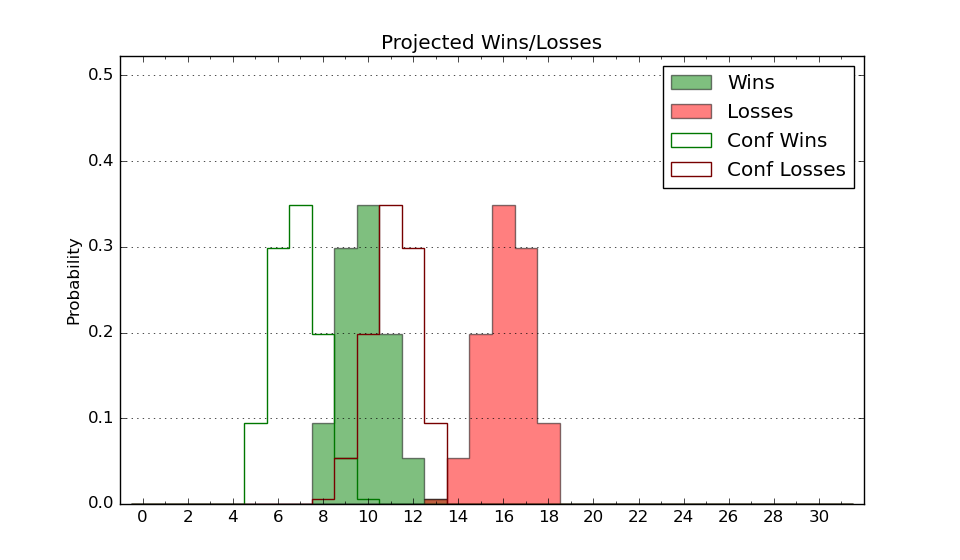 Projected Wins/Losses
Probability
0.5
0.4
0.3
0.2
0.1
0.0
0 2 4 6 8 10 12 14 16 18 20 22 24 26 28 30
Wins
Losses
Conf Wins
Conf Losses